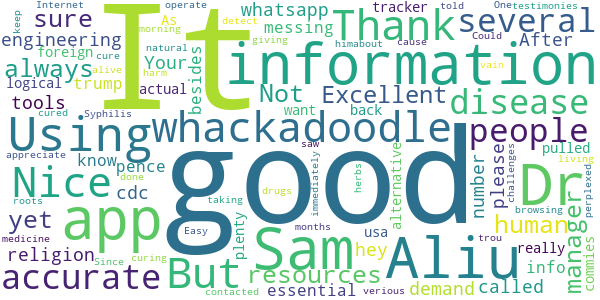 keep Internet operate detect told One testimonies
sure As morning whatsapp tracker Could Thank several
engineering Your giving messing After
foreign natural cure besides It information
always trump alive harm cause himabout vain
logical actual Not Excellent disease
tools cured Syphilis want back
Using know pence whackadoodle people
appreciate saw number please pulled challenges
Nice yet cdc done drugs good immediately herbs alternative Dr living perplexed
roots app Easy months taking Sam Aliu usa trou human browsing
medicine religion Since plenty hey really manager commies
accurate But curing resources info
contacted essential verious demand called